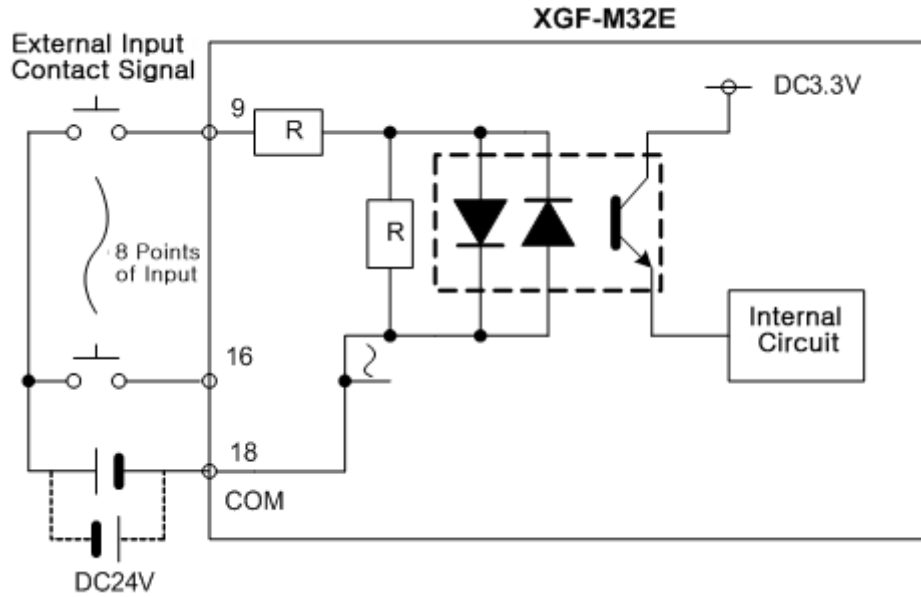 XGF-M32E
External Input
Contact Signal
DC3.3V
9
R
R
8 Points
of Input
Internal
Circuit
16
18
COM
DC24V